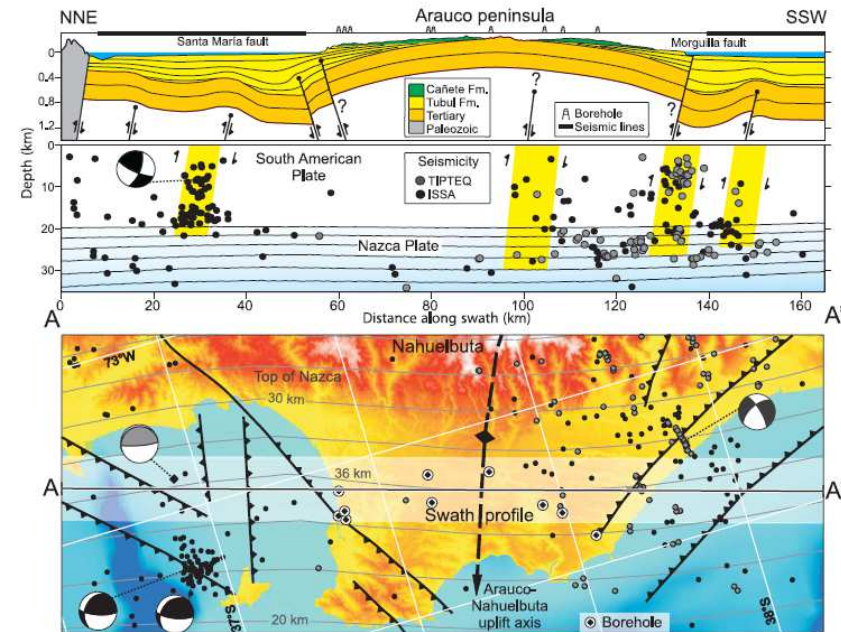 NNE Arauco peninsula SSW
Santa María fault Morguilla fault
0
0.4
0.8
1.2
(km)
?
?
?
Cañete Fm.
Tubul Fm.
Tertiary
Paleozoic
Borehole
Seismic lines
0
10
20
30
Depth (km)
South American
Plate
Seismicity
TIPTEQ
ISSA
Nazca Plate
0 20 40 60 80 100 120 140 160
A Distance along swath (km) A'
73°W
Nahuelbuta
Top of Nazca
30 km
36 km
A A'
Swath profile
Arauco-
Nahuelbuta
uplift axis
37°S
20 km
38°S
Borehole